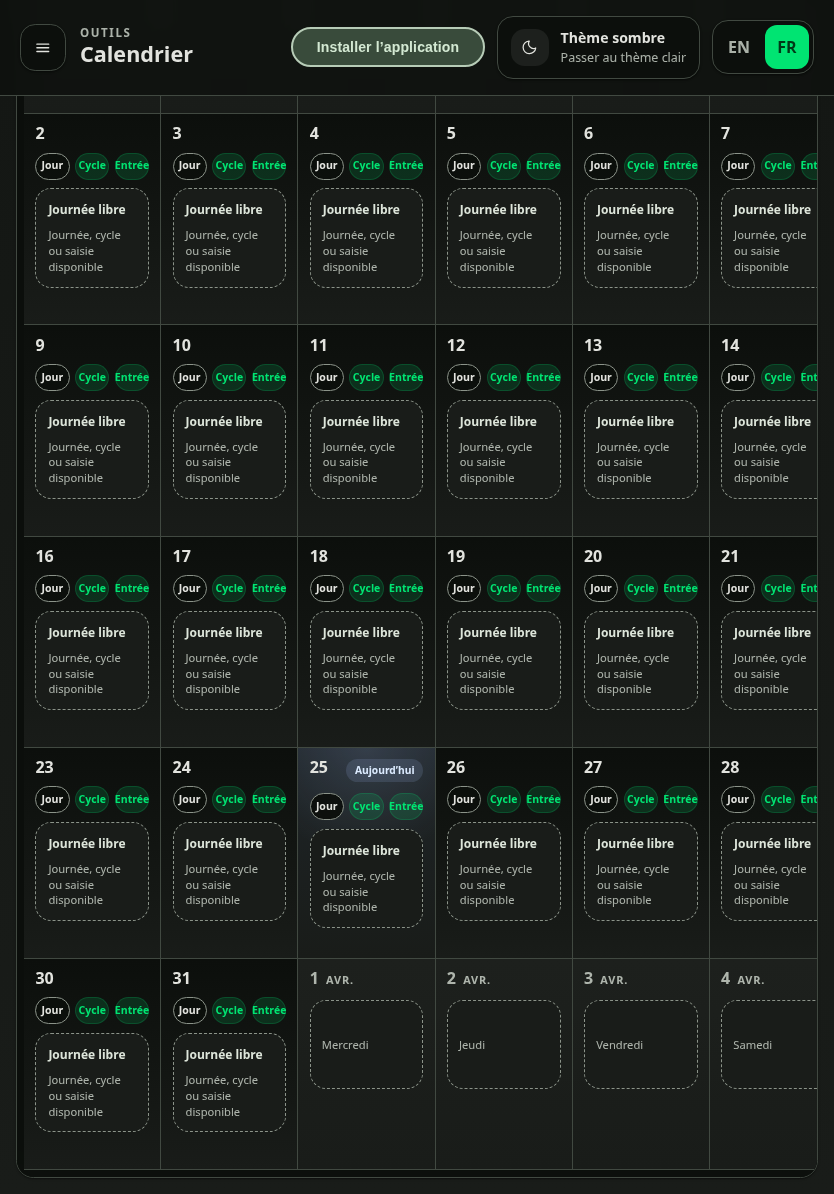 OUTILS
Calendrier
Installer l’application
Thème sombre
Passer au thème clair
EN FR
2 3 4 5 6 7
Jour Cycle Entrée Jour Cycle Entrée Jour Cycle Entrée Jour Cycle Entrée Jour Cycle Entrée Jour Cycle Ent
Journée libre Journée libre Journée libre Journée libre Journée libre Journée libre
Journée, cycle Journée, cycle Journée, cycle Journée, cycle Journée, cycle Journée, cycle
ou saisie ou saisie ou saisie ou saisie ou saisie ou saisie
disponible disponible disponible disponible disponible disponible
9 10 11 12 13 14
Jour Cycle Entrée Jour Cycle Entrée Jour Cycle Entrée Jour Cycle Entrée Jour Cycle Entrée Jour Cycle Ent
Journée libre Journée libre Journée libre Journée libre Journée libre Journée libre
Journée, cycle Journée, cycle Journée, cycle Journée, cycle Journée, cycle Journée, cycle
ou saisie ou saisie ou saisie ou saisie ou saisie ou saisie
disponible disponible disponible disponible disponible disponible
16 17 18 19 20 21
Jour Cycle Entrée Jour Cycle Entrée Jour Cycle Entrée Jour Cycle Entrée Jour Cycle Entrée Jour Cycle Ent
Journée libre Journée libre Journée libre Journée libre Journée libre Journée libre
Journée, cycle Journée, cycle Journée, cycle Journée, cycle Journée, cycle Journée, cycle
ou saisie ou saisie ou saisie ou saisie ou saisie ou saisie
disponible disponible disponible disponible disponible disponible
23 24 25 Aujourd’hui 26 27 28
Jour Cycle Entrée Jour Cycle Entrée Jour Cycle Entrée Jour Cycle Entrée Jour Cycle Entrée Jour Cycle Ent
Journée libre Journée libre Journée libre Journée libre Journée libre Journée libre
Journée, cycle Journée, cycle Journée, cycle Journée, cycle Journée, cycle Journée, cycle
ou saisie ou saisie ou saisie ou saisie ou saisie ou saisie
disponible disponible disponible disponible disponible disponible
30 31 1 AVR. 2 AVR. 3 AVR. 4 AVR.
Jour Cycle Entrée Jour Cycle Entrée
Journée libre Journée libre Mercredi Jeudi Vendredi Samedi
Journée, cycle Journée, cycle
ou saisie ou saisie
disponible disponible